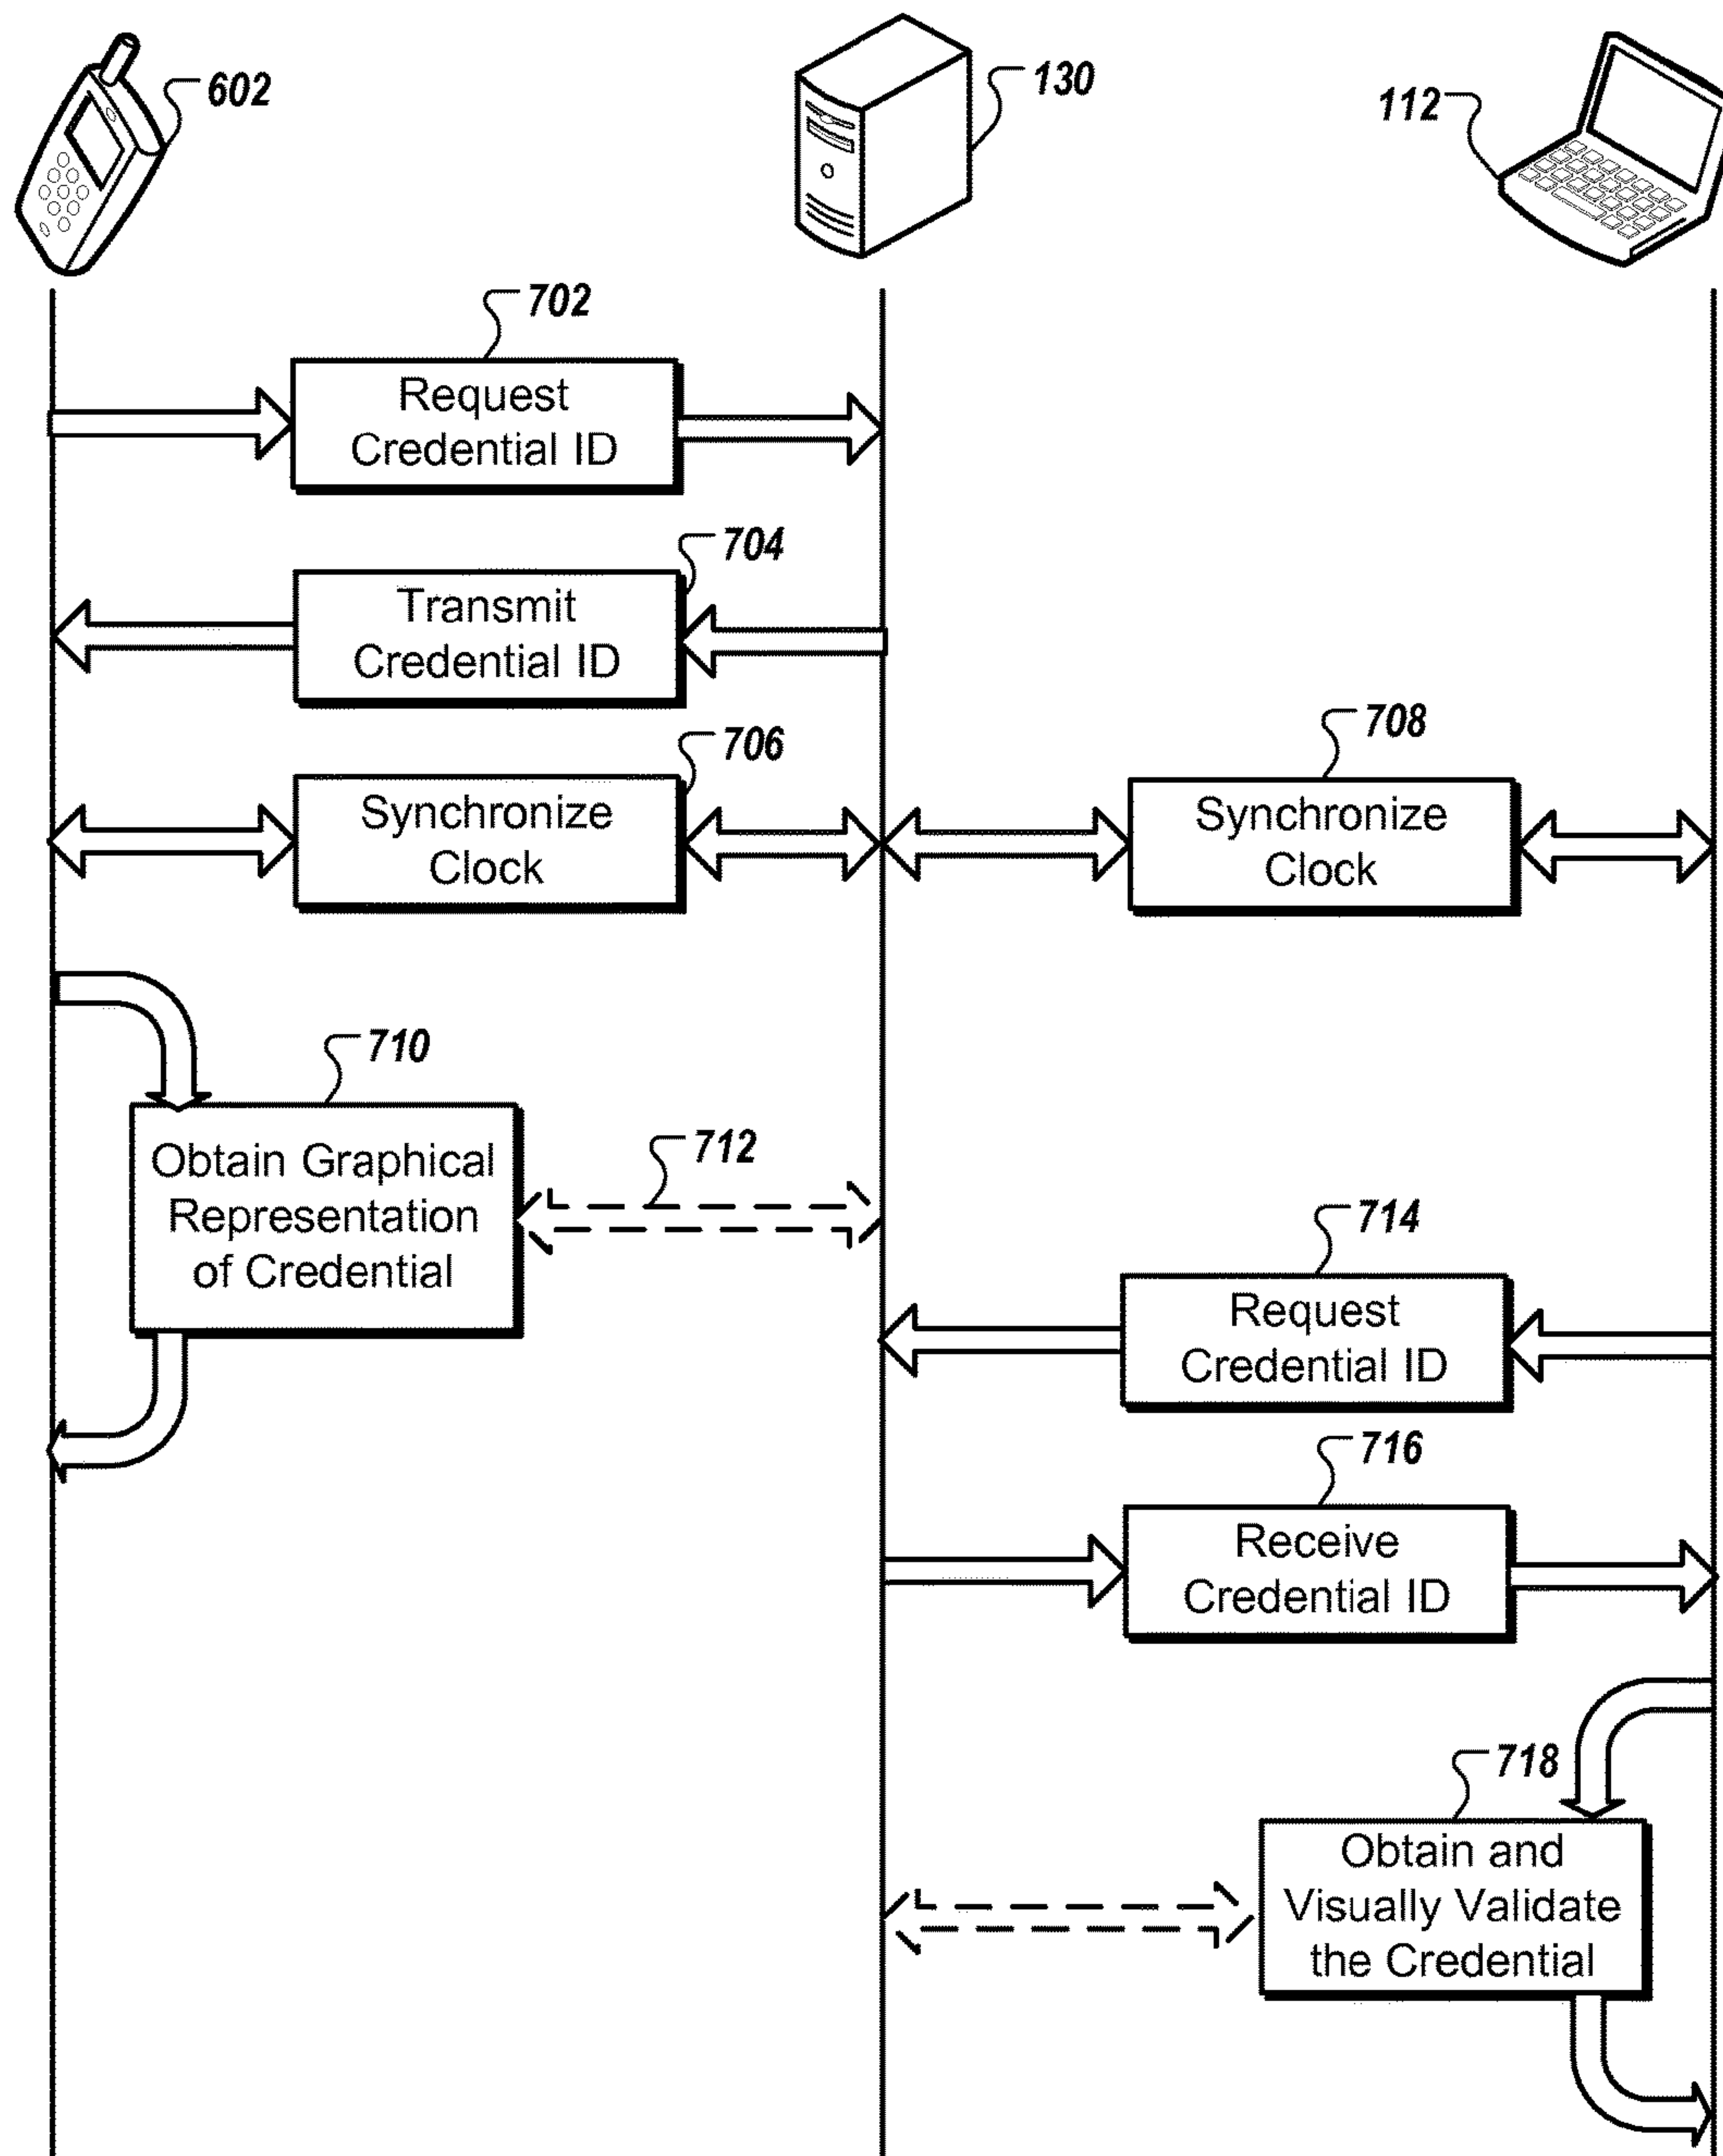 602
130
112
702
Request
Credential ID
704
Transmit
Credential ID
706
Synchronize
Clock
708
Synchronize
Clock
710
Obtain Graphical
Representation
of Credential
712
714
Request
Credential ID
716
Receive
Credential ID
718
Obtain and
Visually Validate
the Credential